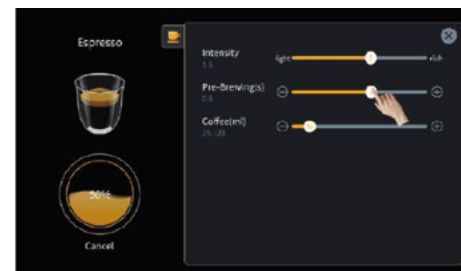 Espresso
50%
Cancel
Intensity
light
rich
Pre-Brewing(s)
Coffee(ml)